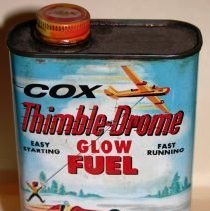 COX
Thimble-Drome
EASY STARTING
GLOW
FAST RUNNING
FUEL